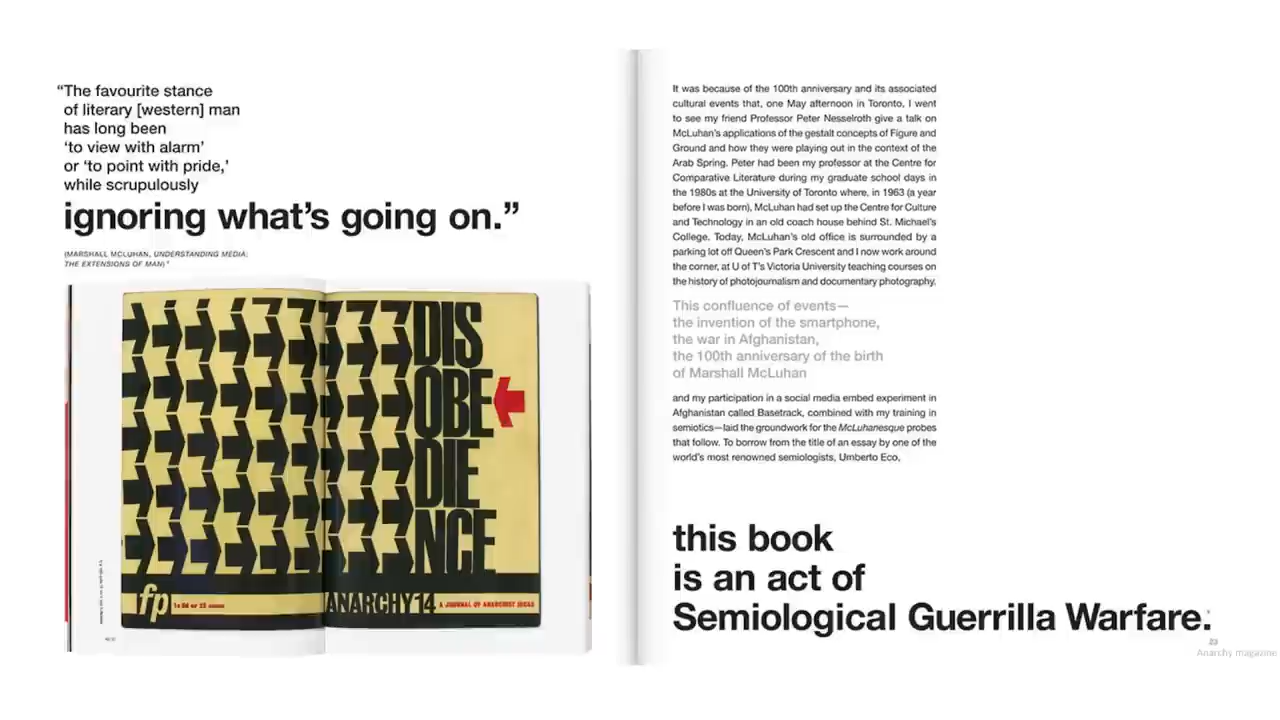 “The favourite stance
of literary [western] man
has long been
‘to view with alarm’
or ‘to point with pride,’
while scrupulously
ignoring what’s going on.”
(MARSHALL MCLUHAN, UNDERSTANDING MEDIA:
THE EXTENSIONS OF MAN)
DIS
OBE
DIE
NCE
fp
ANARCHY 14
A JOURNAL OF ANARCHIST IDEAS
It was because of the 100th anniversary and its associated
cultural events that, one May afternoon in Toronto, I went
to see my friend Professor Peter Nesselroth give a talk on
McLuhan’s applications of the gestalt concepts of Figure and
Ground and how they were playing out in the context of the
Arab Spring. Peter had been my professor at the Centre for
Comparative Literature during my graduate school days in
the 1980s at the University of Toronto where, in 1963 (a year
before I was born), McLuhan had set up the Centre for Culture
and Technology in an old coach house behind St. Michael’s
College. Today, McLuhan’s old office is surrounded by a
parking lot off Queen’s Park Crescent and I now work around
the corner, at U of T’s Victoria University teaching courses on
the history of photojournalism and documentary photography.
This confluence of events—
the invention of the smartphone,
the war in Afghanistan,
the 100th anniversary of the birth
of Marshall McLuhan
and my participation in a social media embed experiment in
Afghanistan called Basetrack, combined with my training in
semiotics—laid the groundwork for the McLuhanesque probes
that follow. To borrow from the title of an essay by one of the
world’s most renowned semiologists, Umberto Eco,
this book
is an act of
Semiological Guerrilla Warfare.
23
Anarchy magazine